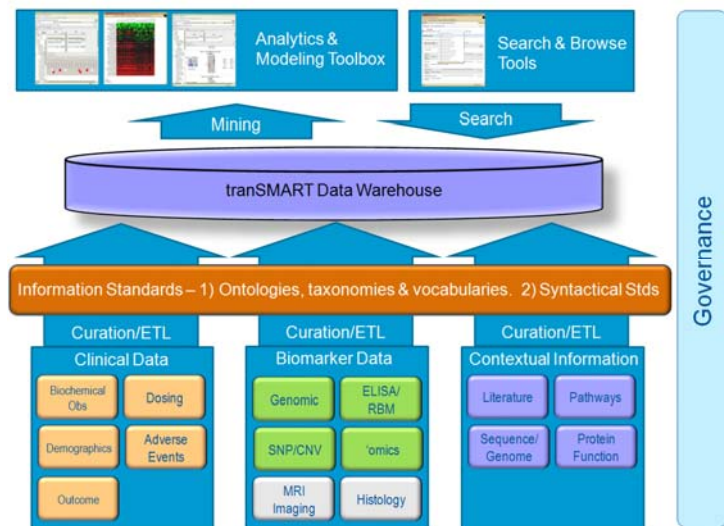 Analytics &
Modeling Toolbox
Search & Browse
Tools
Mining
Search
tranSMART Data Warehouse
Information Standards – 1) Ontologies, taxonomies & vocabularies. 2) Syntactical Stds
Curation/ETL
Curation/ETL
Curation/ETL
Clinical Data
Biochemical
Obs
Dosing
Demographics
Adverse
Events
Outcome
Biomarker Data
Genomic
ELISA/
RBM
SNP/CNV
'omics
MRI
Imaging
Histology
Contextual Information
Literature
Pathways
Sequence/
Genome
Protein
Function
Governance